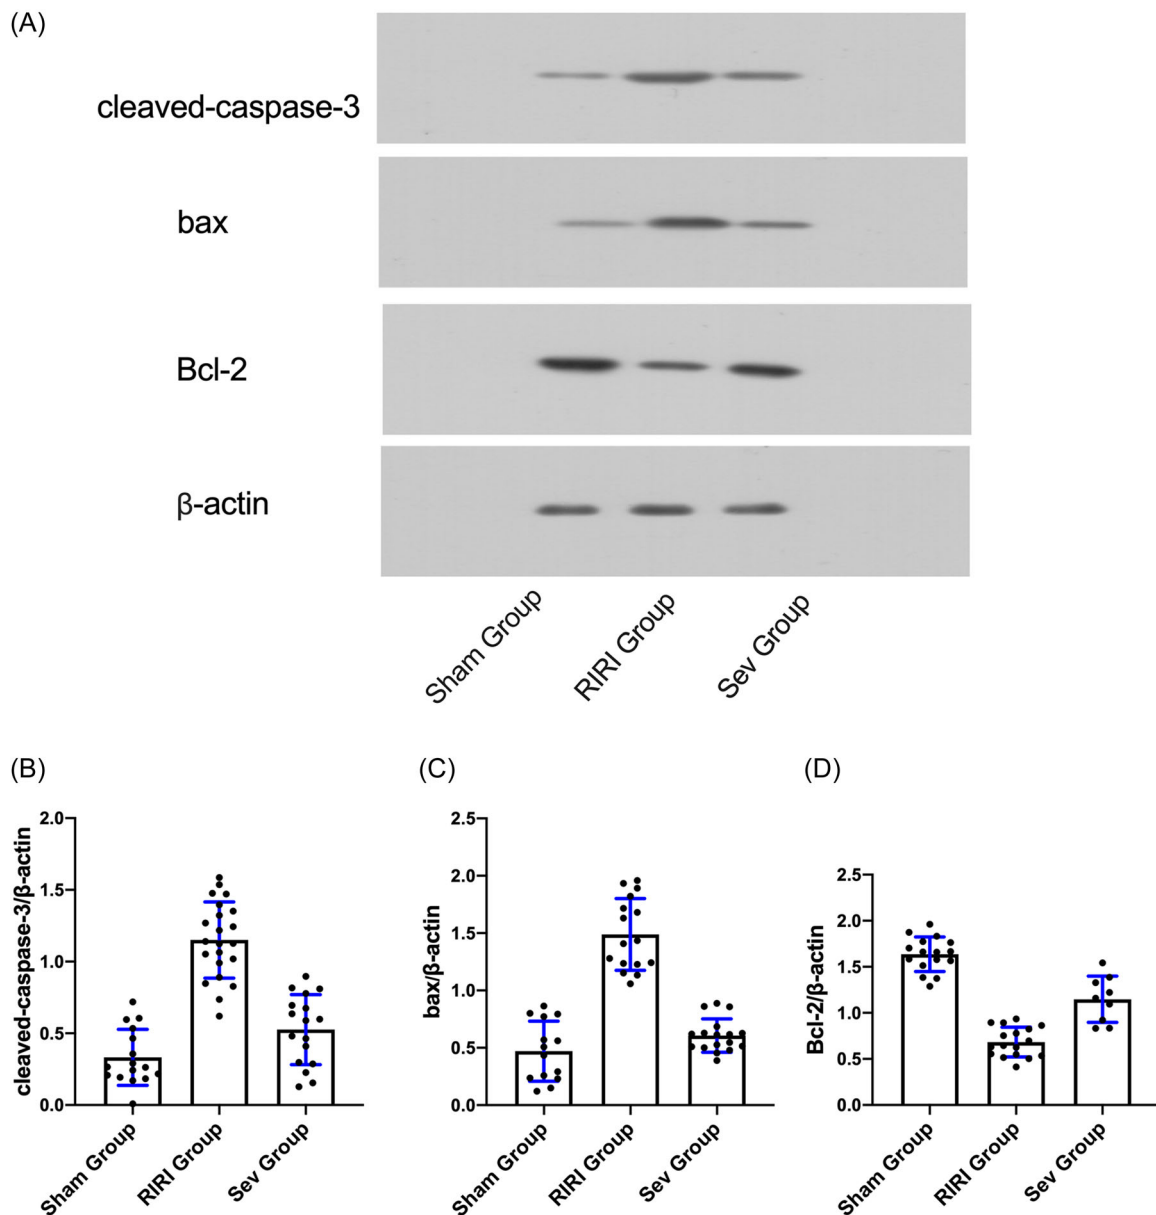 (A)
cleaved-caspase-3
bax
Bcl-2
β-actin
Sham Group
RIRI Group
Sev Group
(B)
cleaved-caspase-3/β-actin
2.0
1.5
1.0
0.5
0.0
Sham Group
RIRI Group
Sev Group
(C)
bax/β-actin
2.5
2.0
1.5
1.0
0.5
0.0
Sham Group
RIRI Group
Sev Group
(D)
Bcl-2/β-actin
2.5
2.0
1.5
1.0
0.5
0.0
Sham Group
RIRI Group
Sev Group